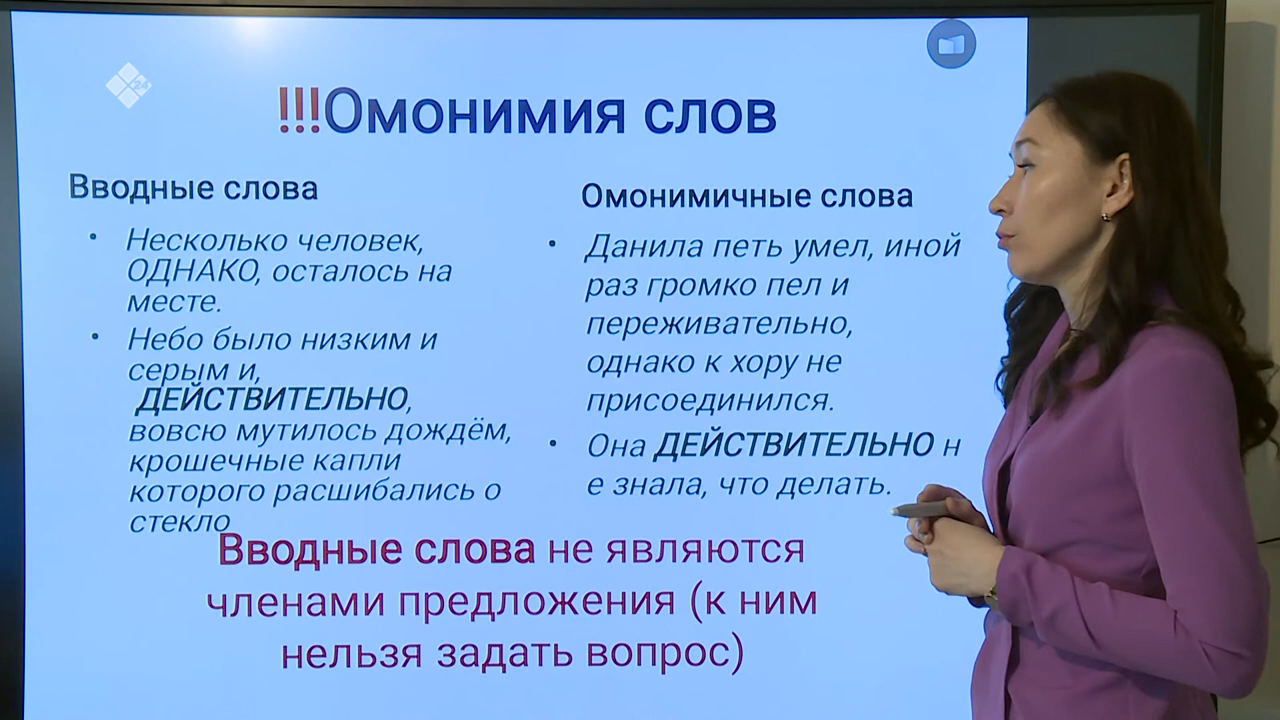 !!!Омонимия слов
Вводные слова
• Несколько человек,
ОДНАКО, осталось на
месте.
• Небо было низким и
серым и,
ДЕЙСТВИТЕЛЬНО,
вовсю мутилось дождём,
крошечные капли
которого расшибались о
стекло
Омонимичные слова
• Данила петь умел, иной
раз громко пел и
переживательно,
однако к хору не
присоединился.
• Она ДЕЙСТВИТЕЛЬНО н
е знала, что делать.
Вводные слова не являются
членами предложения (к ним
нельзя задать вопрос)
24